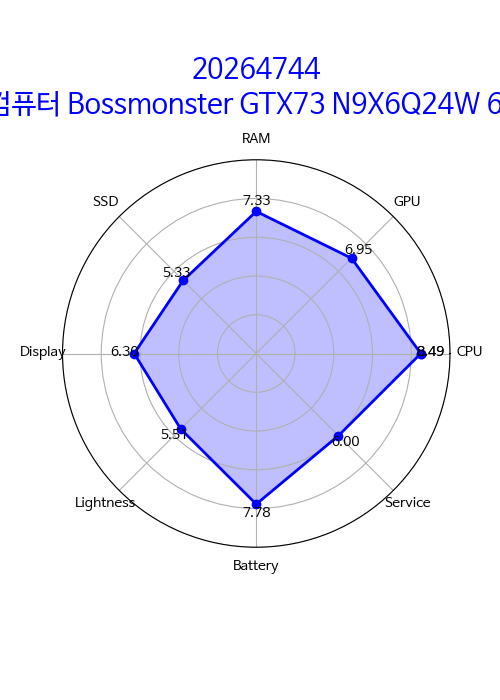 20264744
컴퓨터 Bossmonster GTX73 N9X6Q24W 6
RAM
7.33
SSD
GPU
6.95
5.33
Display
6.30
8.49
CPU
5.51
6.00
Lightness
Service
7.78
Battery